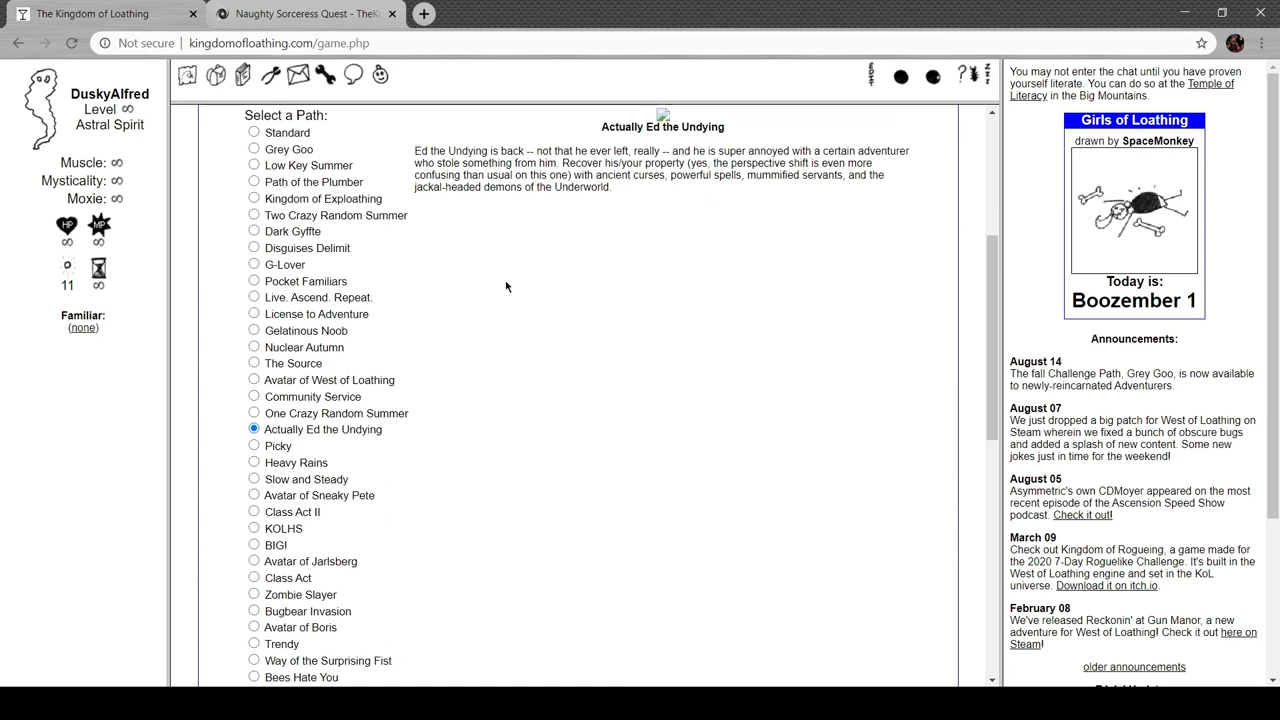 The Kingdom of Loathing
Naughty Sorceress Quest - TheK
Not secure
kingdomofloathing.com/game.php
DuskyAlfred
Level ∞
Astral Spirit
Muscle: ∞
Mysticality: ∞
Moxie: ∞
HP
MP
∞
∞
11
∞
Familiar:
(none)
Select a Path:
Standard
Grey Goo
Low Key Summer
Path of the Plumber
Kingdom of Exploathing
Two Crazy Random Summer
Dark Gyffte
Disguises Delimit
G-Lover
Pocket Familiars
Live. Ascend. Repeat.
License to Adventure
Gelatinous Noob
Nuclear Autumn
The Source
Avatar of West of Loathing
Community Service
One Crazy Random Summer
Actually Ed the Undying
Picky
Heavy Rains
Slow and Steady
Avatar of Sneaky Pete
Class Act II
KOLHS
BIG!
Avatar of Jarlsberg
Class Act
Zombie Slayer
Bugbear Invasion
Avatar of Boris
Trendy
Way of the Surprising Fist
Bees Hate You
Actually Ed the Undying
Ed the Undying is back -- not that he ever left, really -- and he is super annoyed with a certain adventurer
who stole something from him. Recover his/your property (yes, the perspective shift is even more
confusing than usual on this one) with ancient curses, powerful spells, mummified servants, and the
jackal-headed demons of the Underworld.
You may not enter the chat until you have proven
yourself literate. You can do so at the Temple of
Literacy in the Big Mountains.
Girls of Loathing
drawn by SpaceMonkey
Today is:
Boozember 1
Announcements:
August 14
The fall Challenge Path, Grey Goo, is now available
to newly-reincarnated Adventurers.
August 07
We just dropped a big patch for West of Loathing on
Steam wherein we fixed a bunch of obscure bugs
and added a splash of new content. Some new
jokes just in time for the weekend!
August 05
Asymmetric's own CDMoyer appeared on the most
recent episode of the Ascension Speed Show
podcast. Check it out!
March 09
Check out Kingdom of Rogueing, a game made for
the 2020 7-Day Roguelike Challenge. It's built in the
West of Loathing engine and set in the KoL
universe. Download it on itch.io.
February 08
We've released Reckonin' at Gun Manor, a new
adventure for West of Loathing! Check it out here on
Steam!
older announcements